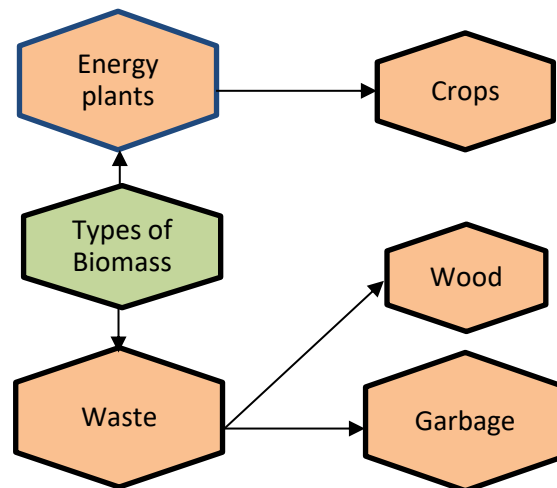 Energy
plants
Crops
Types of
Biomass
Wood
Waste
Garbage